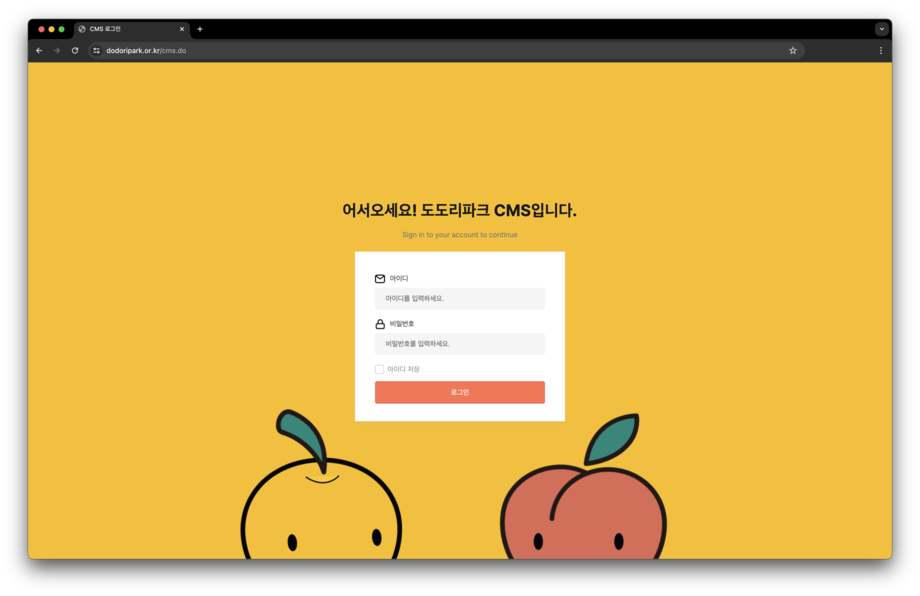 CMS 로그인
dodoripark.or.kr/cms.do
어서오세요! 도도리파크 CMS입니다.
Sign in to your account to continue
아이디
아이디를 입력하세요.
비밀번호
비밀번호를 입력하세요.
아이디 저장
로그인